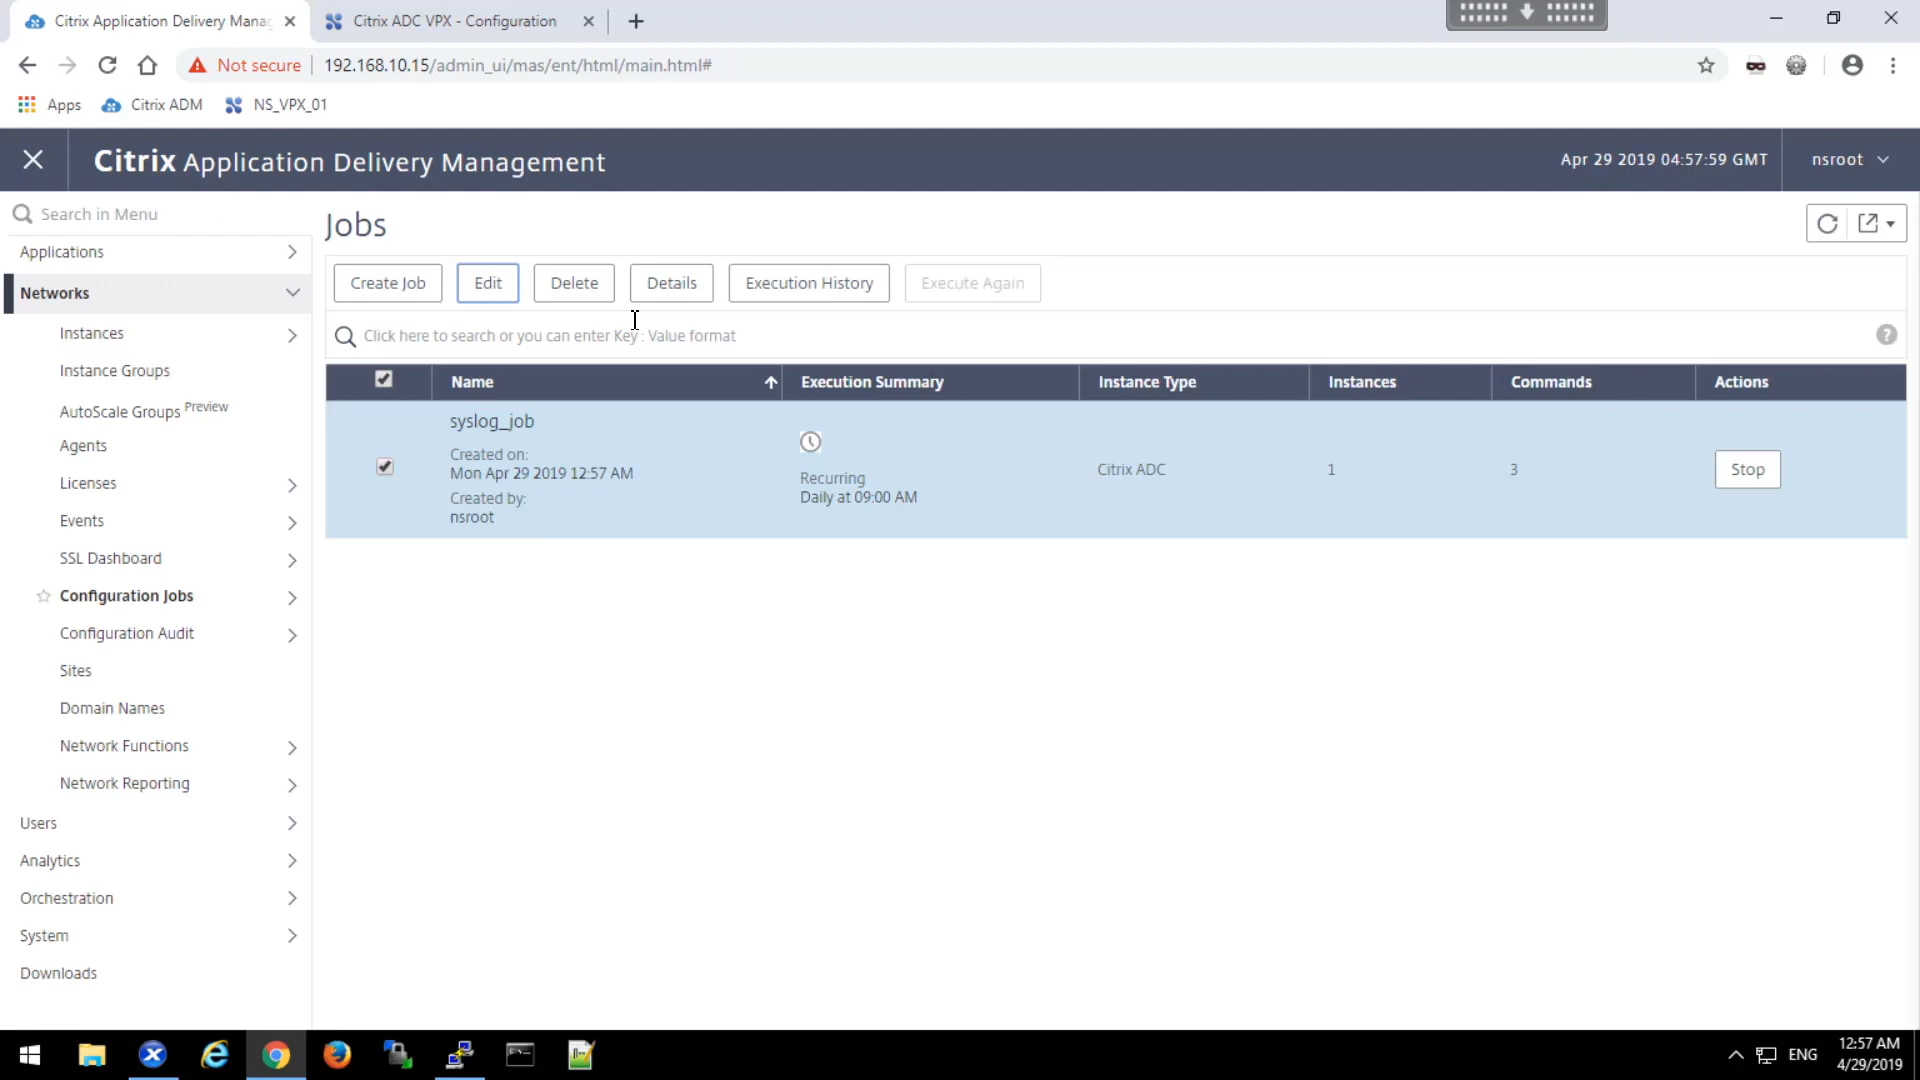 Citrix Application Delivery Manag
Citrix ADC VPX - Configuration
Not secure
192.168.10.15/admin_ui/mas/ent/html/main.html#
Apps
Citrix ADM
NS_VPX_01
Citrix Application Delivery Management
Apr 29 2019 04:57:59 GMT
nsroot
Search in Menu
Applications
Networks
Instances
Instance Groups
AutoScale Groups Preview
Agents
Licenses
Events
SSL Dashboard
Configuration Jobs
Configuration Audit
Sites
Domain Names
Network Functions
Network Reporting
Users
Analytics
Orchestration
System
Downloads
Jobs
Create Job
Edit
Delete
Details
Execution History
Execute Again
Click here to search or you can enter Key : Value format
?
Name
Execution Summary
Instance Type
Instances
Commands
Actions
syslog_job
Created on:
Mon Apr 29 2019 12:57 AM
Created by:
nsroot
Recurring
Daily at 09:00 AM
Citrix ADC
1
3
Stop
ENG
12:57 AM
4/29/2019